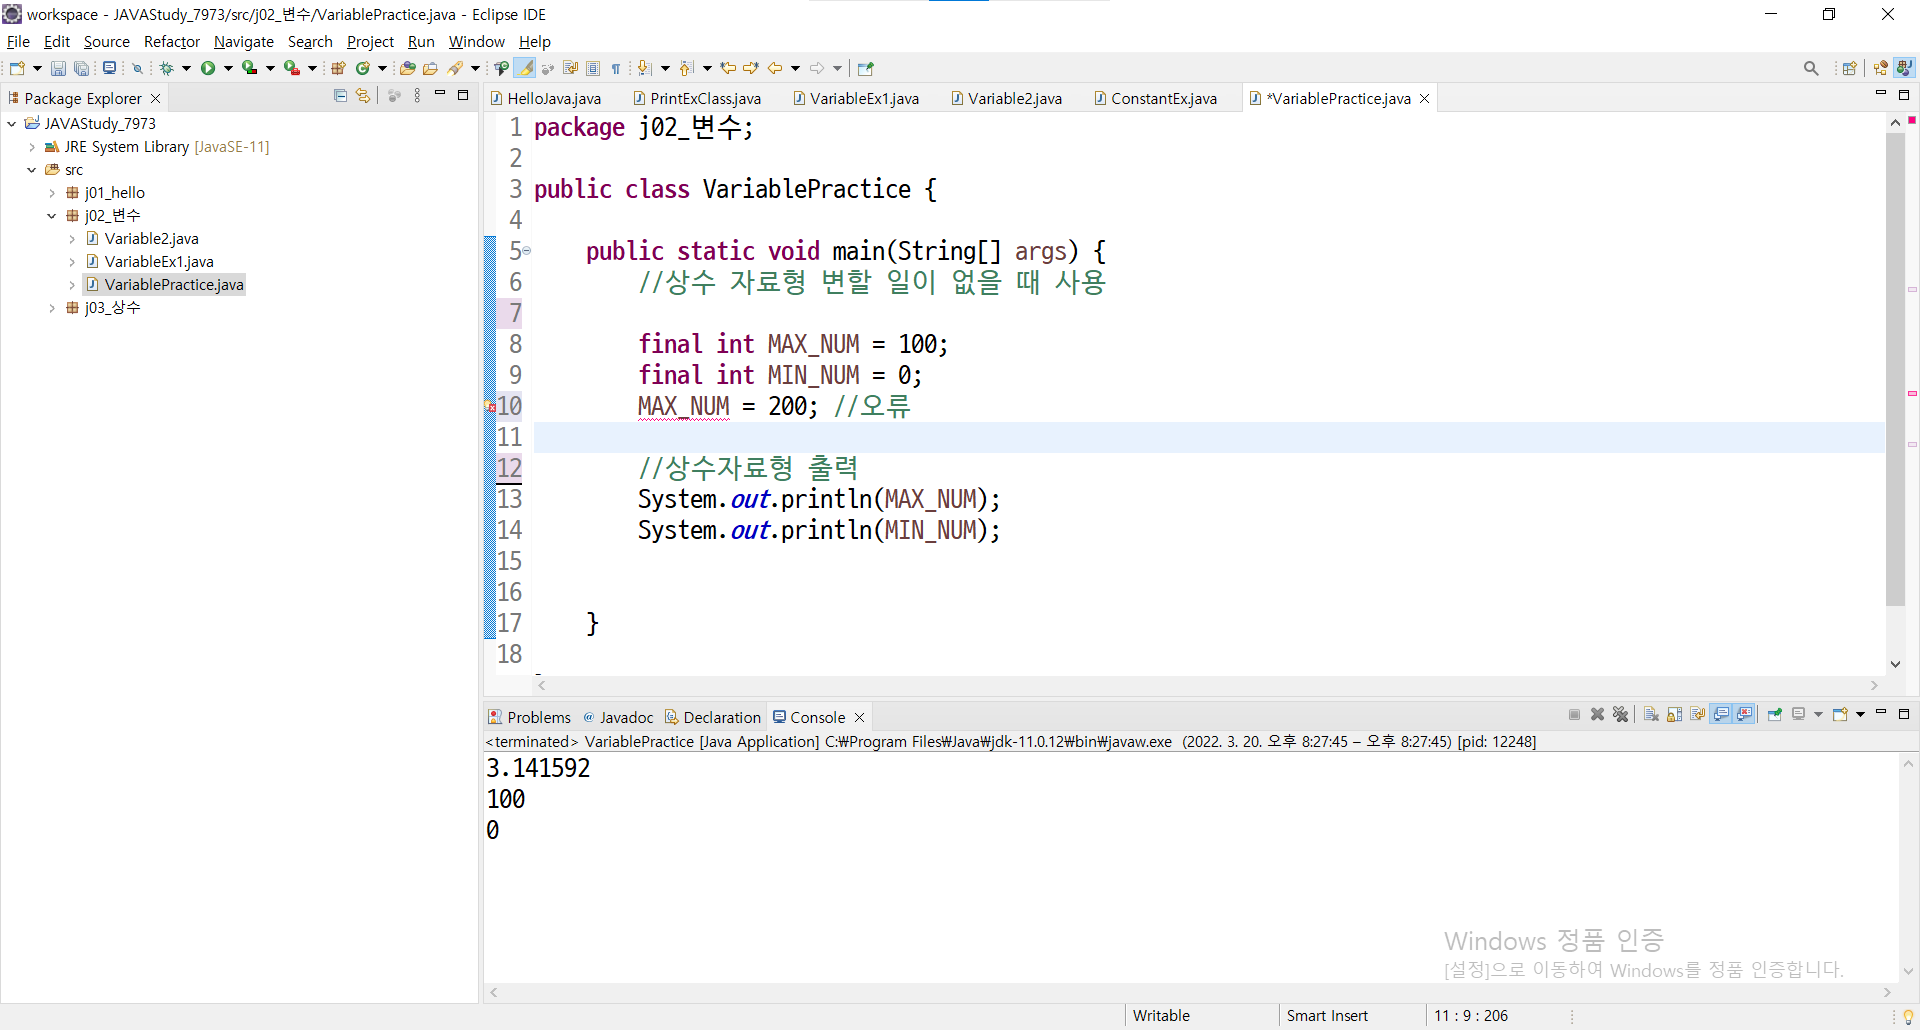 workspace - JAVAStudy_7973/src/j02_변수/VariablePractice.java - Eclipse IDE
File Edit Source Refactor Navigate Search Project Run Window Help
Package Explorer
JAVAStudy_7973
JRE System Library [JavaSE-11]
src
j01_hello
j02_변수
Variable2.java
VariableEx1.java
VariablePractice.java
j03_상수
HelloJava.java PrintExClass.java VariableEx1.java Variable2.java ConstantEx.java *VariablePractice.java
1 package j02_변수;
2
3 public class VariablePractice {
4
5 public static void main(String[] args) {
6 //상수 자료형 변할 일이 없을 때 사용
7
8 final int MAX_NUM = 100;
9 final int MIN_NUM = 0;
10 MAX_NUM = 200; //오류
11
12 //상수자료형 출력
13 System.out.println(MAX_NUM);
14 System.out.println(MIN_NUM);
15
16
17 }
18
Problems @ Javadoc Declaration Console
<terminated> VariablePractice [Java Application] C:₩Program Files₩Java₩jdk-11.0.12₩bin₩javaw.exe (2022. 3. 20. 오후 8:27:45 – 오후 8:27:45) [pid: 12248]
3.141592
100
0
Windows 정품 인증
[설정]으로 이동하여 Windows를 정품 인증합니다.
Writable Smart Insert 11 : 9 : 206